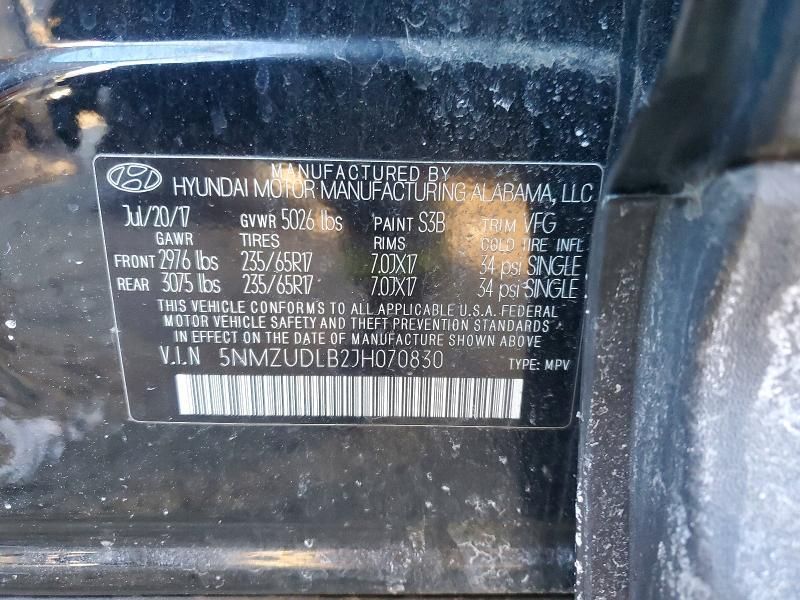 MANUFACTURED BY
HYUNDAI MOTOR MANUFACTURING ALABAMA, LLC
Jul/20/17 GVWR 5026 lbs PAINT S3B TRIM VFG
GAWR TIRES RIMS COLD TIRE INFL
FRONT 2976 lbs 235/65R17 7.0JX17 34 psi SINGLE
REAR 3075 lbs 235/65R17 7.0JX17 34 psi SINGLE
THIS VEHICLE CONFORMS TO ALL APPLICABLE U.S.A. FEDERAL
MOTOR VEHICLE SAFETY AND THEFT PREVENTION STANDARDS
IN EFFECT ON THE DATE OF MANUFACTURE SHOWN ABOVE
V.I.N 5NMZUDLB2JH070830 TYPE: MPV